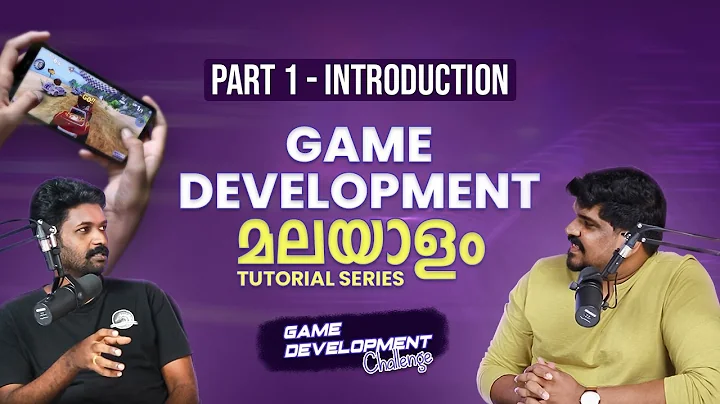 PART 1 - INTRODUCTION
GAME
DEVELOPMENT
മലയാളം
TUTORIAL SERIES
GAME
DEVELOPMENT
Challenge